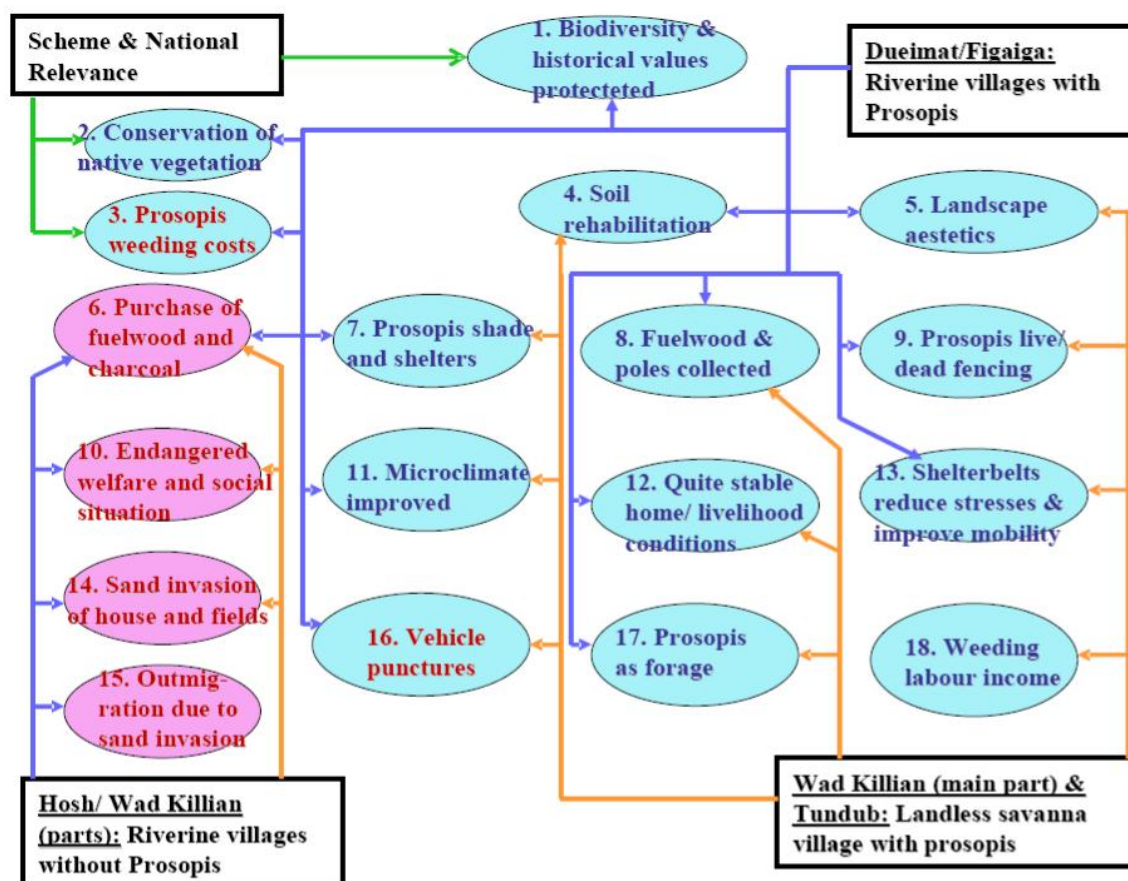 Scheme & National
Relevance
1. Biodiversity &
historical values
protecteted
Dueimat/Figaiga:
Riverine villages with
Prosopis
2. Conservation of
native vegetation
3. Prosopis
weeding costs
4. Soil
rehabilitation
5. Landscape
aestetics
6. Purchase of
fuelwood and
charcoal
7. Prosopis shade
and shelters
8. Fuelwood &
poles collected
9. Prosopis live/
dead fencing
10. Endangered
welfare and social
situation
11. Microclimate
improved
12. Quite stable
home/ livelihood
conditions
13. Shelterbelts
reduce stresses &
improve mobility
14. Sand invasion
of house and fields
15. Outmig-
ration due to
sand invasion
16. Vehicle
punctures
17. Prosopis
as forage
18. Weeding
labour income
Hosh/ Wad Killian
(parts): Riverine villages
without Prosopis
Wad Killian (main part) &
Tundub: Landless savanna
village with prosopis